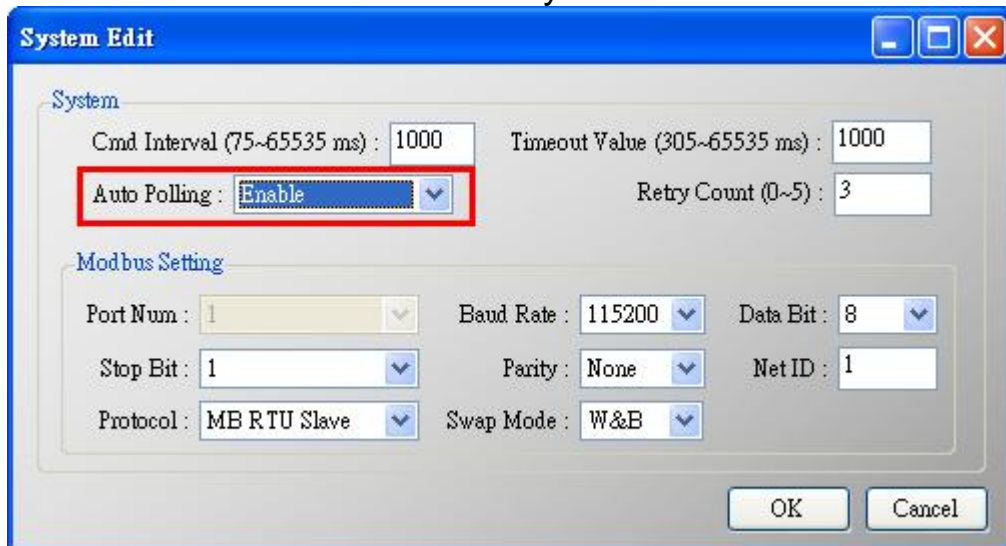 System Edit
System
Cmd Interval (75~65535 ms) : 1000 Timeout Value (305~65535 ms) : 1000
Auto Polling : Enable Retry Count (0~5) : 3
Modbus Setting
Port Num : 1 Baud Rate : 115200 Data Bit : 8
Stop Bit : 1 Parity : None Net ID : 1
Protocol : MB RTU Slave Swap Mode : W&B
OK Cancel